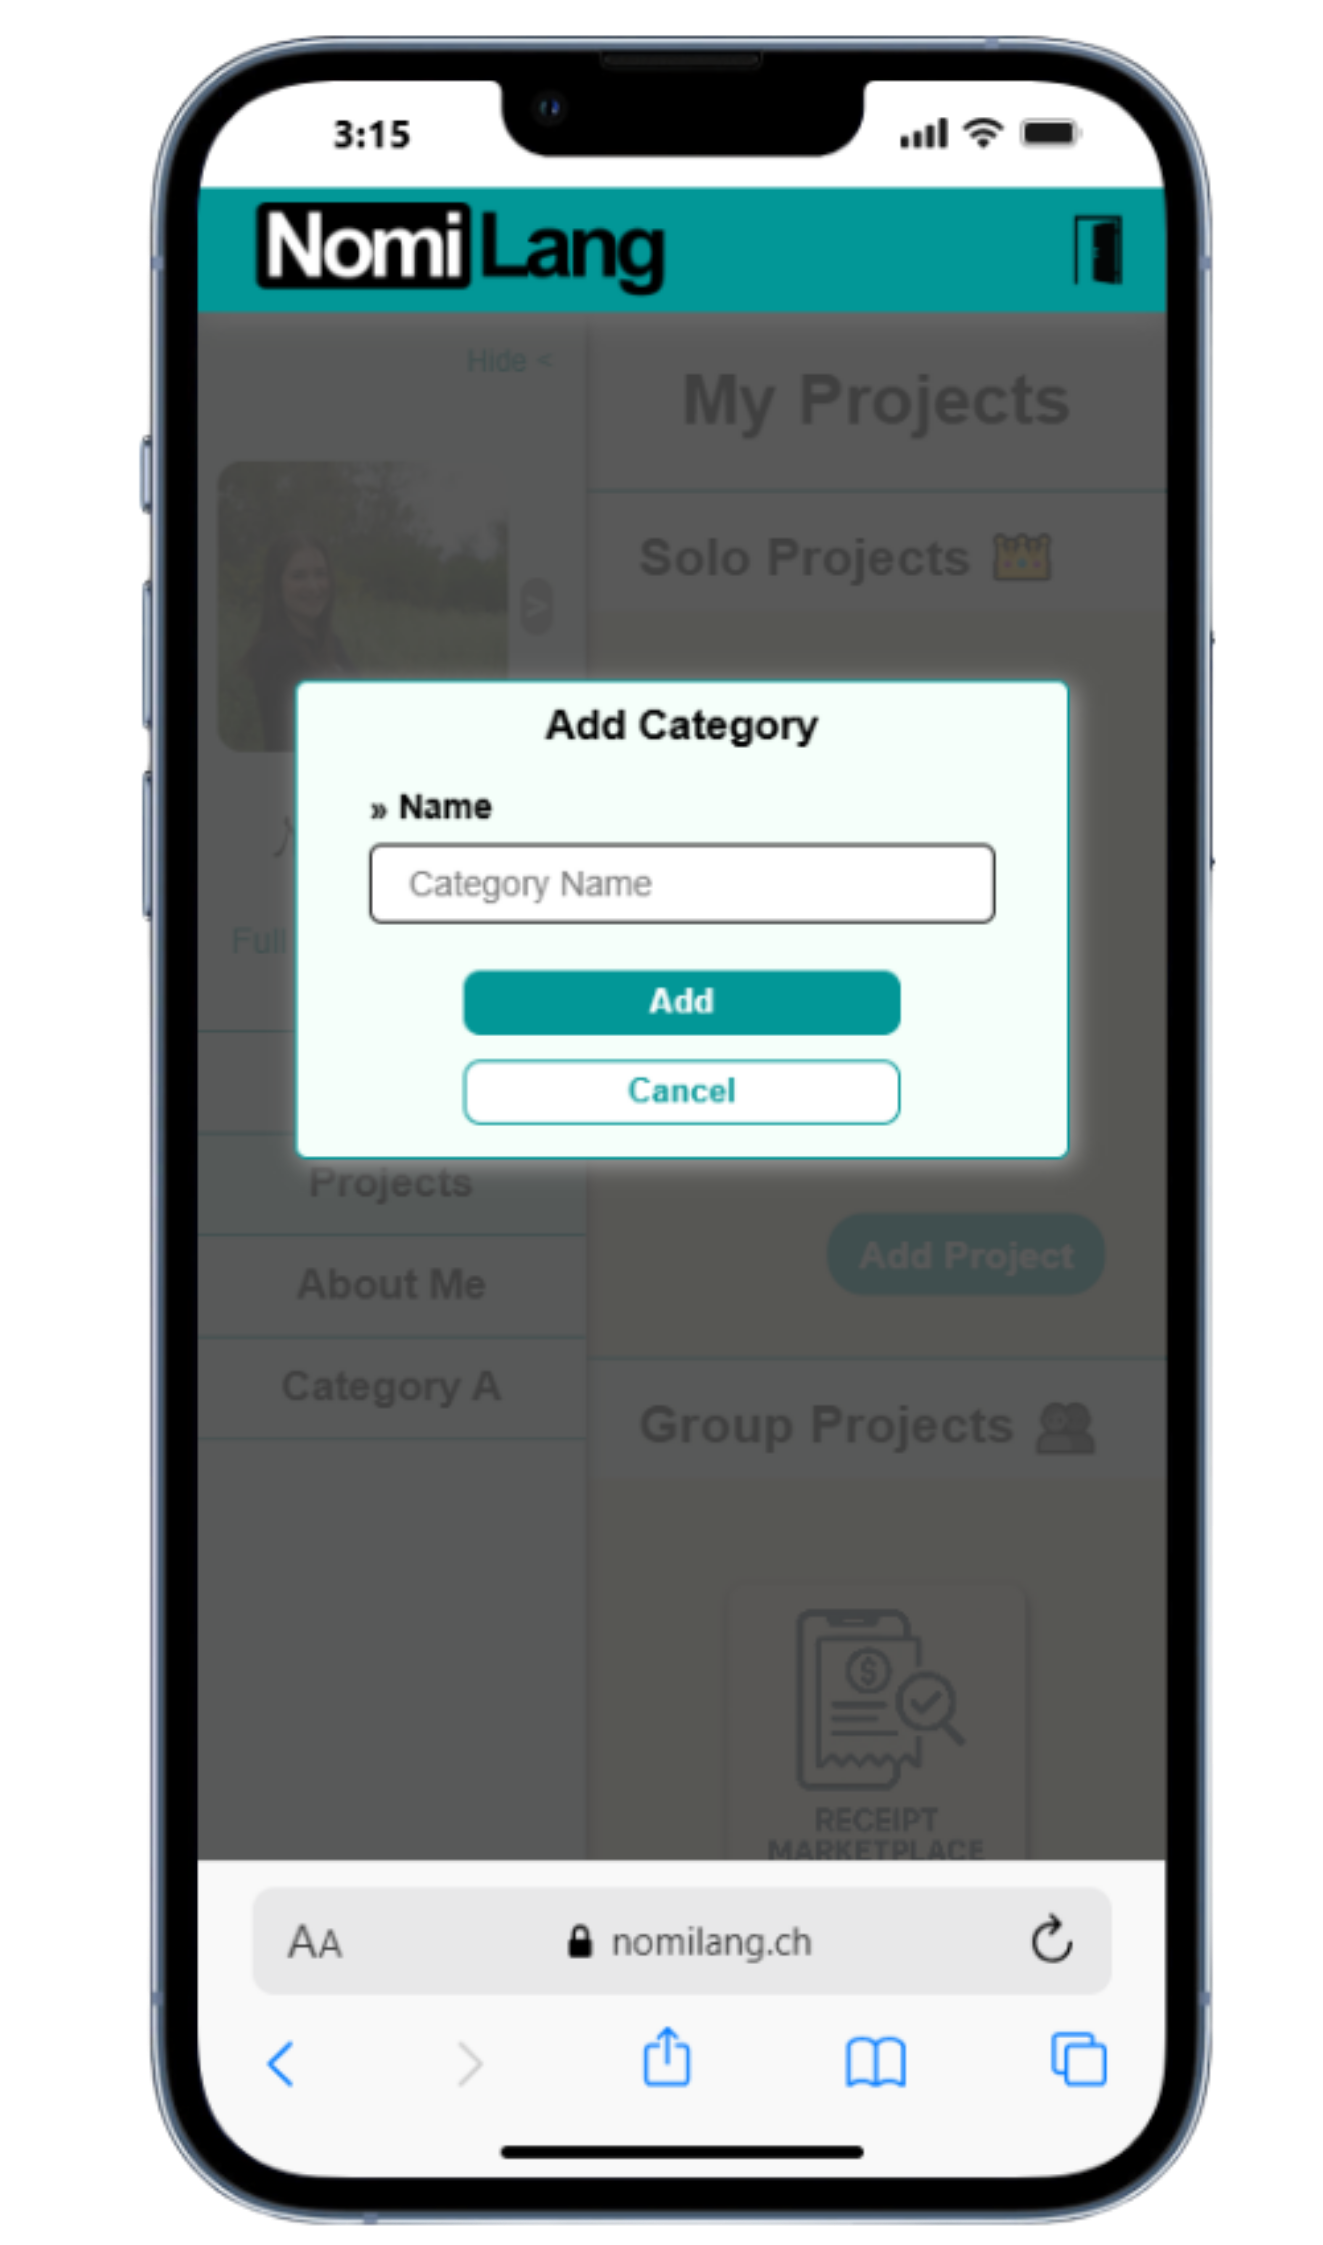 3:15
Nomi Lang
Hide <
My Projects
Solo Projects
>
Add Category
» Name
Category Name
Full
Add
Cancel
Projects
Add Project
About Me
Category A
Group Projects
$
RECEIPT
MARKETPLACE
AA nomilang.ch